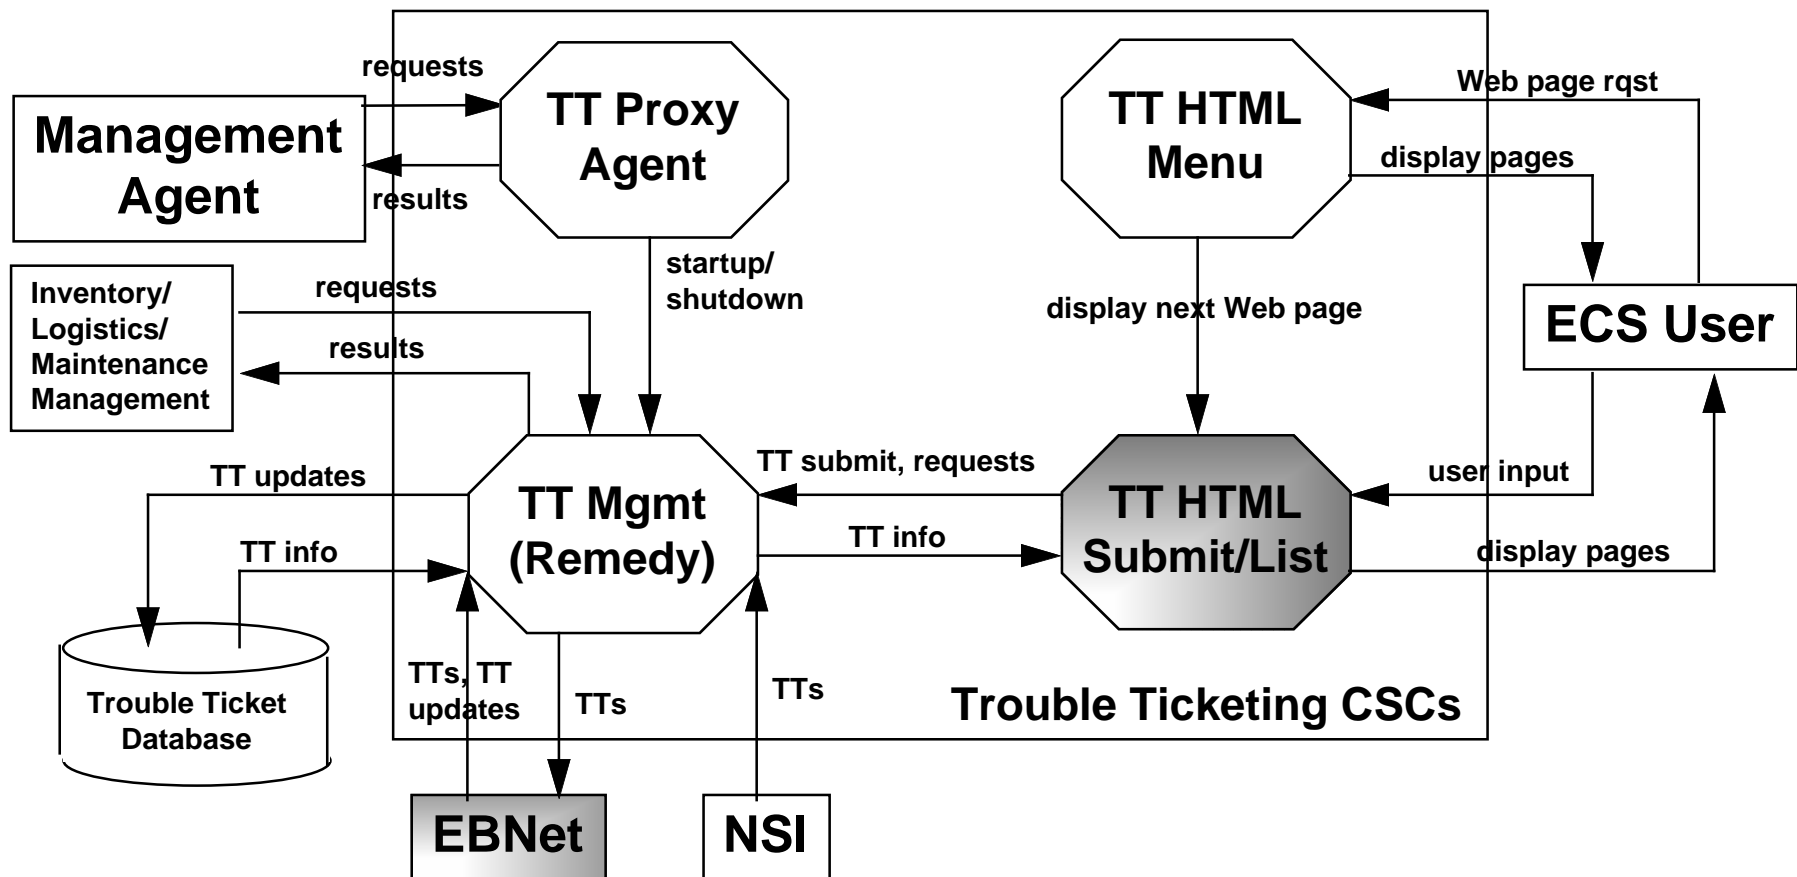 requests
TT Proxy
Agent
TT HTML
Menu
Web page rqst
Management
Agent
results
display pages
startup/
shutdown
Inventory/
Logistics/
Maintenance
Management
requests
results
display next Web page
ECS User
TT updates
TT submit, requests
user input
TT Mgmt
(Remedy)
TT HTML
Submit/List
TT info
TT info
display pages
Trouble Ticket
Database
TTs, TT
updates
TTs
TTs
Trouble Ticketing CSCs
EBNet
NSI